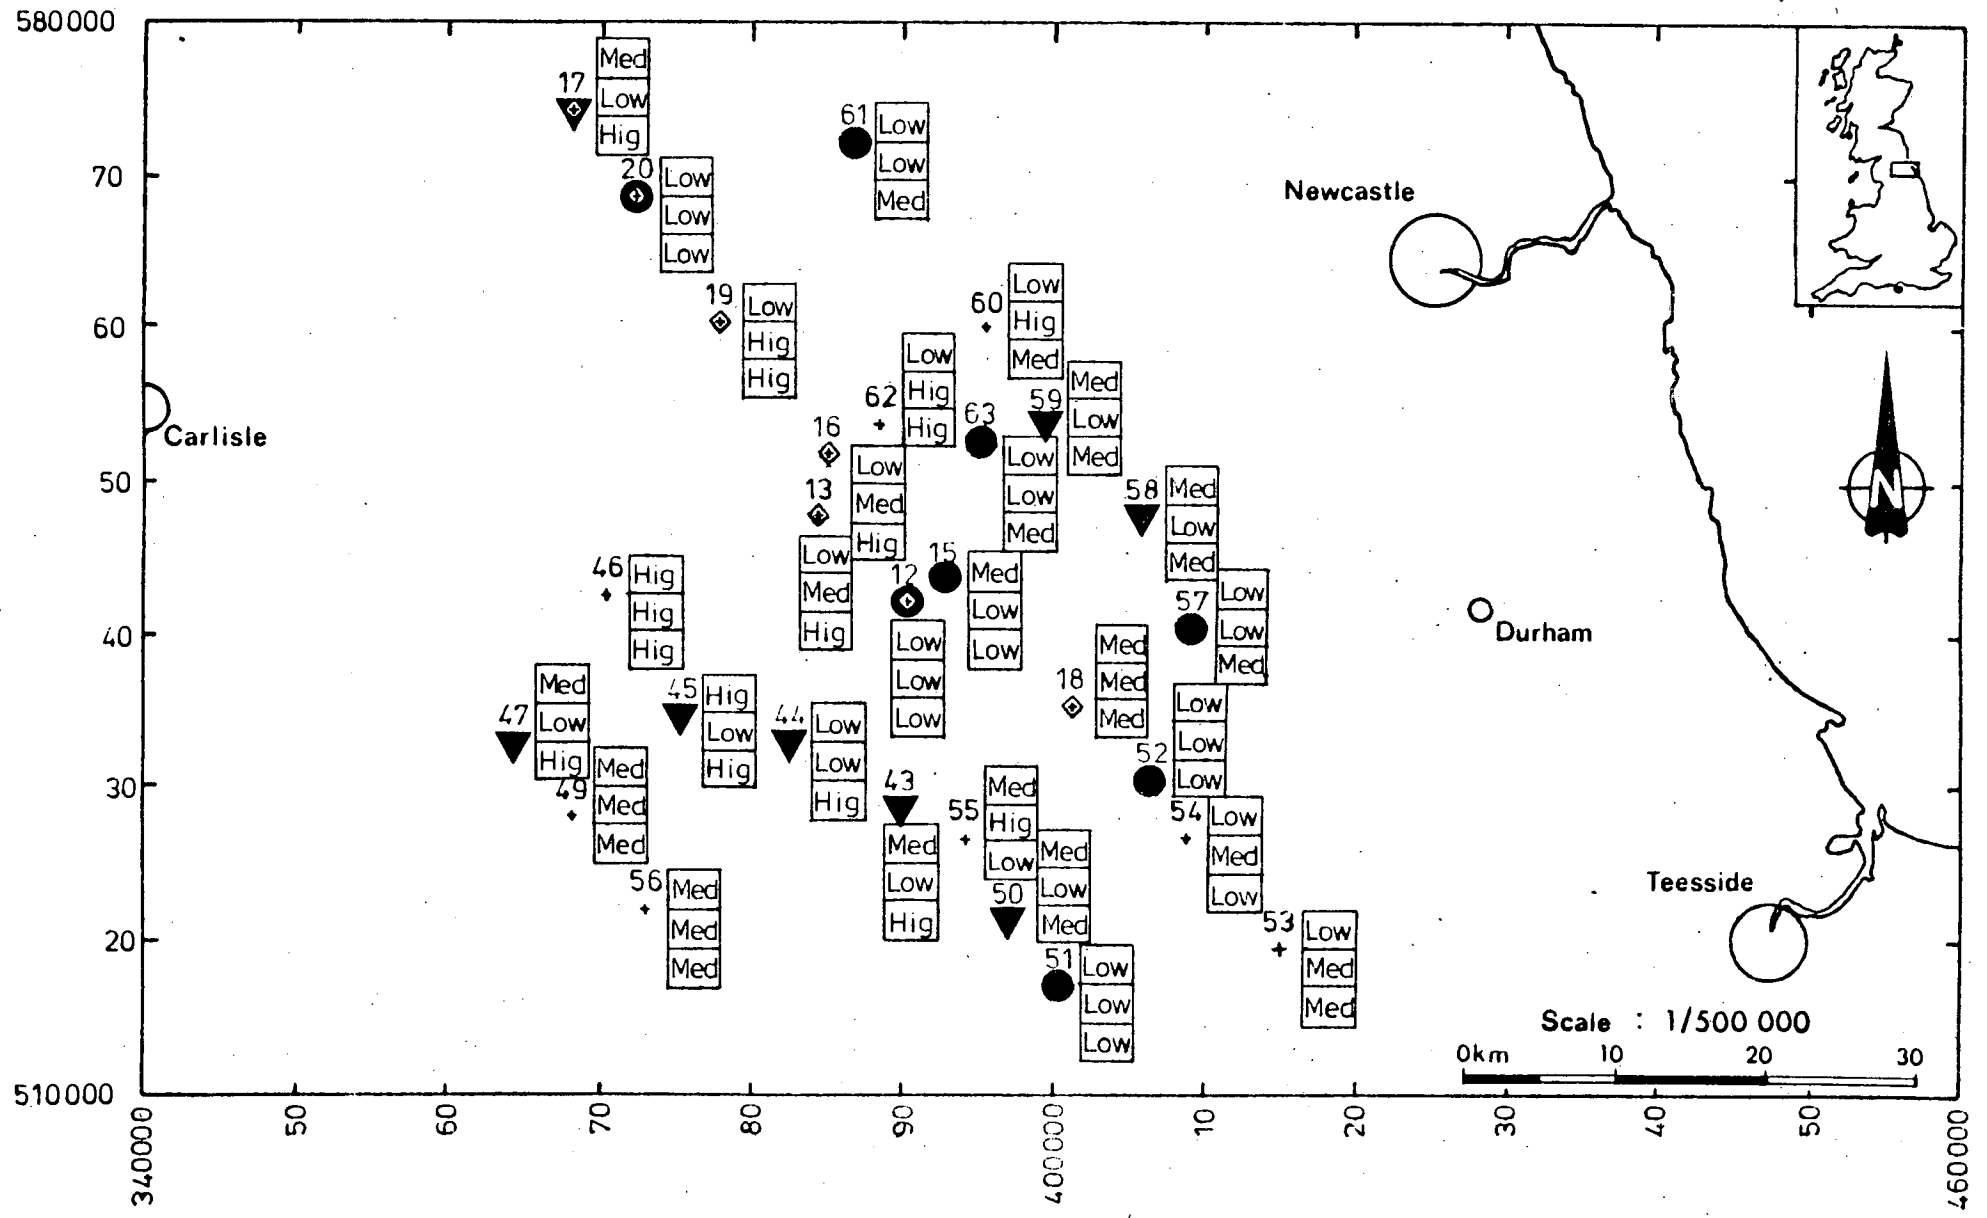 580000
70
60
50
40
30
20
510000
340000
50
60
70
80
90
400000
10
20
30
40
50
460000
17
Med
Low
Hig
20
Low
Low
Low
61
Low
Low
Med
19
Low
Hig
Hig
60
Low
Hig
Med
62
Low
Hig
Hig
63
Low
Low
Med
59
Med
Low
Med
16
Low
Med
Hig
13
Low
Med
Hig
58
Med
Low
Med
46
Hig
Hig
Hig
12
Low
Low
Low
15
Med
Low
Low
57
Low
Low
Med
18
Med
Med
Med
47
Med
Low
Hig
45
Hig
Low
Hig
44
Low
Low
Hig
52
Low
Low
Low
49
Med
Med
Med
43
Med
Low
Hig
55
Med
Hig
Low
54
Low
Med
Low
56
Med
Med
Med
50
Med
Low
Med
51
Low
Low
Low
53
Low
Med
Med
Newcastle
Carlisle
Durham
Teesside
N
Scale : 1/500 000
0km 10 20 30